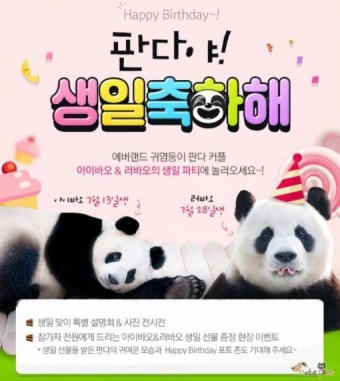 Happy Birthday~!
판다야!
생일축하해
에버랜드 귀염둥이 판다 커플
아이바오 & 러바오의 생일 파티에 놀러오세요~!
아이바오
7월 13일생
러바오
7월 28일생
생일 맞이 특별 설명회 & 사진 전시전
참가자 전원에게 드리는 아이바오&러바오 생일 선물 증정 현장 이벤트
* 생일 선물을 받은 판다의 귀여운 모습과 Happy Birthday 포토 존도 기대해 주세요~